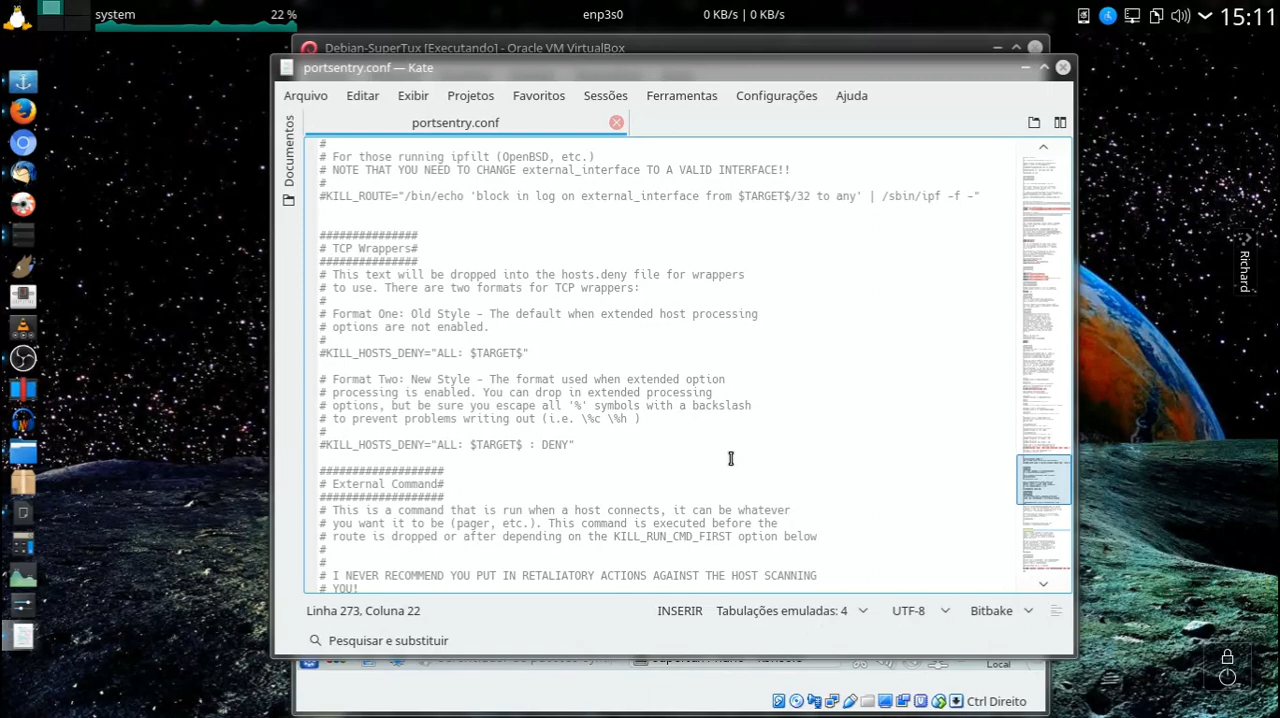 system
22 %
enp3s0
0 KB/s | 0 KB/s
15:11
Debian-SuperTux [Executando] - Oracle VM VirtualBox
portsentry.conf — Kate
Arquivo Editar Exibir Projetos Favoritos Sessões Ferramentas Configurações Ajuda
portsentry.conf
Documentos
#
# For those running ipfilt (OpenBSD, etc.)
# NOTE THAT YOU NEED TO CHANGE external_interface TO A VALID INTERFACE!!
#
#KILL_ROUTE="/bin/echo 'block in log on external_interface from $TARGET$/32 to any' | /sbin/ipf -f -"
###############
# TCP Wrappers#
###############
# This text will be dropped into the hosts.deny file for wrappers
# to use. There are two formats for TCP wrappers:
#
# Format One: Old Style - The default when extended host processing
# options are not enabled.
#
#KILL_HOSTS_DENY="ALL: $TARGET$"
# Format Two: New Style - The format used when extended option
# processing is enabled. You can drop in extended processing
# options, but be sure you escape all '%' symbols with a backslash
# to prevent problems writing out (i.e. \%c \%h )
#
#KILL_HOSTS_DENY="ALL: $TARGET$ : DENY"
###################
# External Command#
###################
# This is a command that is run when a host connects, it can be whatever
# you want it to be (pager, etc.). This command is executed before the
# route is dropped or after depending on the KILL_RUN_CMD_FIRST option below
#
#
# I NEVER RECOMMEND YOU PUT RETALIATORY ACTIONS AGAINST THE HOST SCANNING
# YOU!
Linha 273, Coluna 22
INSERIR
Tabulações emuladas: 4
UTF-8
Bitbake
Pesquisar e substituir
Local
Ctrl Direito
Richard